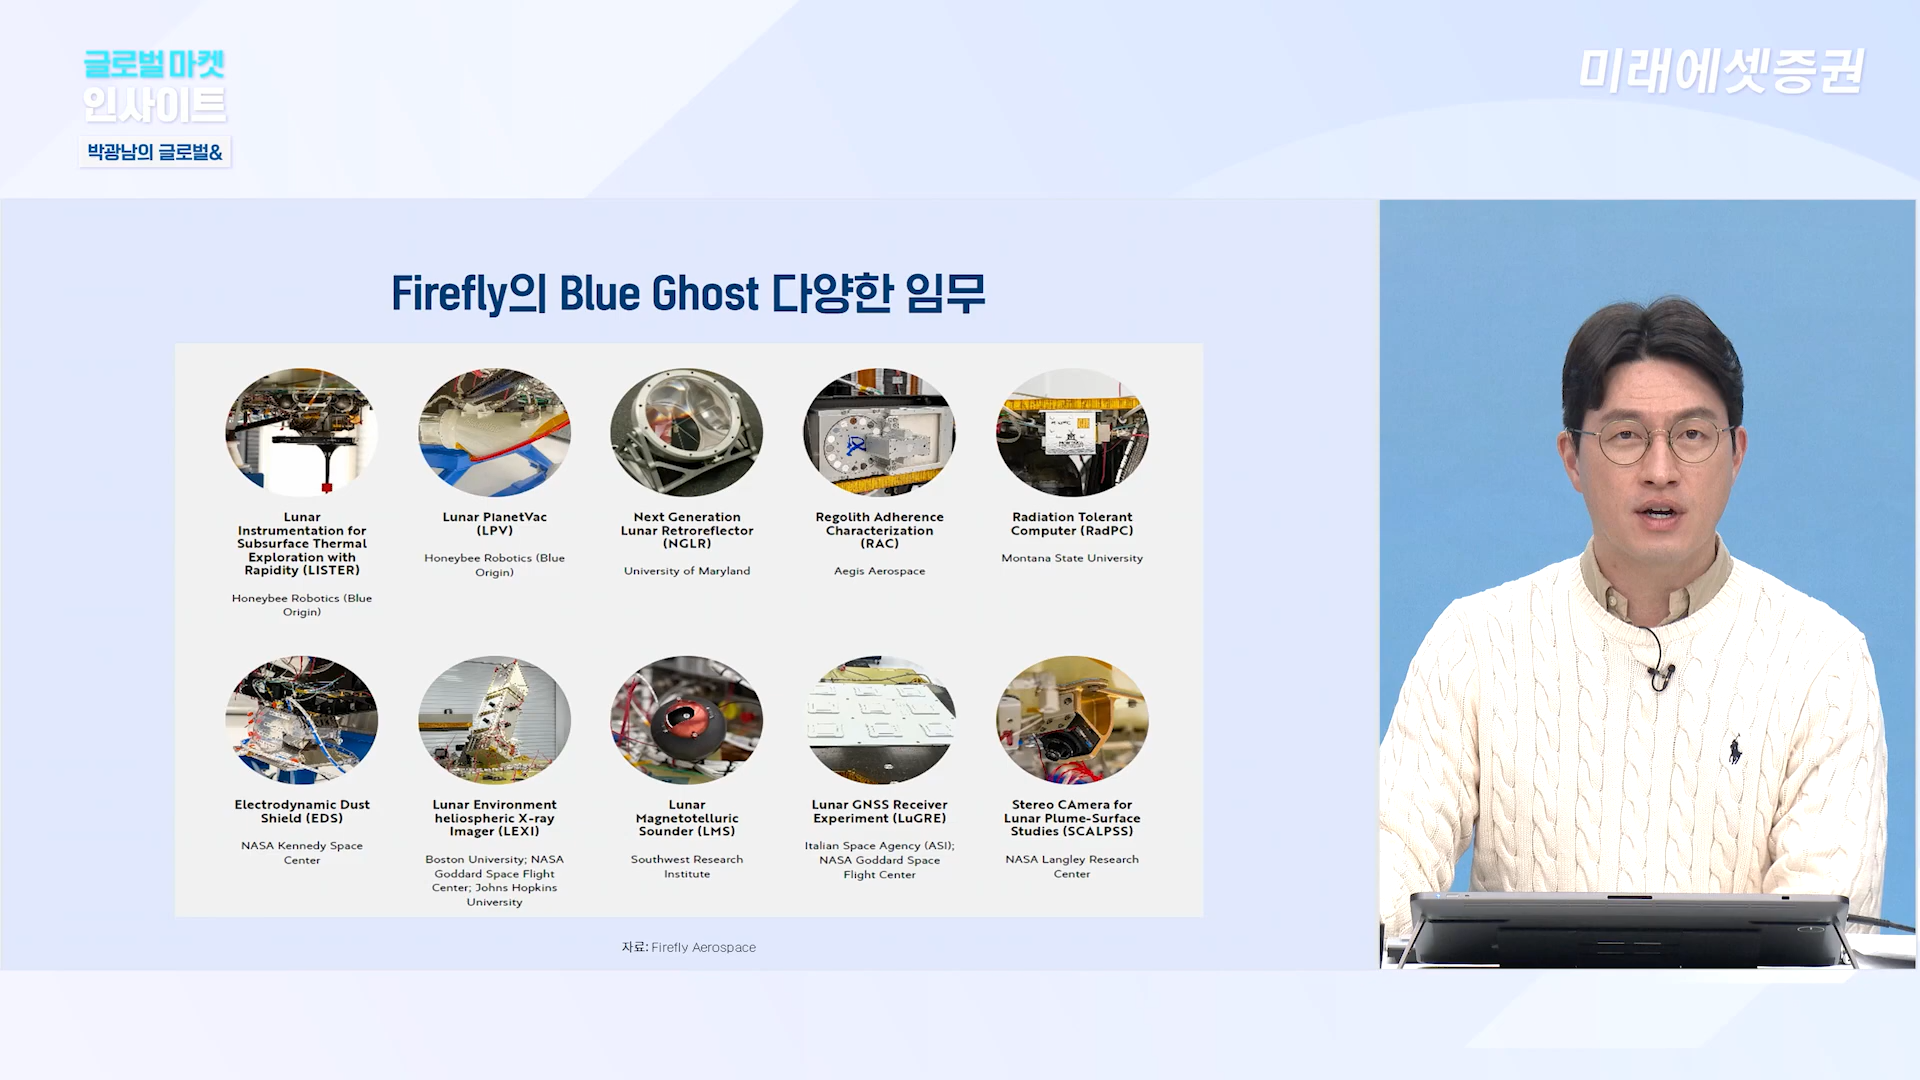 글로벌 마켓
인사이트
박광남의 글로벌&
미래에셋증권
Firefly의 Blue Ghost 다양한 임무
Lunar
Instrumentation for
Subsurface Thermal
Exploration with
Rapidity (LISTER)
Honeybee Robotics (Blue
Origin)
Lunar PlanetVac
(LPV)
Honeybee Robotics (Blue
Origin)
Next Generation
Lunar Retroreflector
(NGLR)
University of Maryland
Regolith Adherence
Characterization
(RAC)
Aegis Aerospace
Radiation Tolerant
Computer (RadPC)
Montana State University
Electrodynamic Dust
Shield (EDS)
NASA Kennedy Space
Center
Lunar Environment
heliospheric X-ray
Imager (LEXI)
Boston University; NASA
Goddard Space Flight
Center; Johns Hopkins
University
Lunar
Magnetotelluric
Sounder (LMS)
Southwest Research
Institute
Lunar GNSS Receiver
Experiment (LuGRE)
Italian Space Agency (ASI);
NASA Goddard Space
Flight Center
Stereo CAmera for
Lunar Plume-Surface
Studies (SCALPSS)
NASA Langley Research
Center
자료: Firefly Aerospace